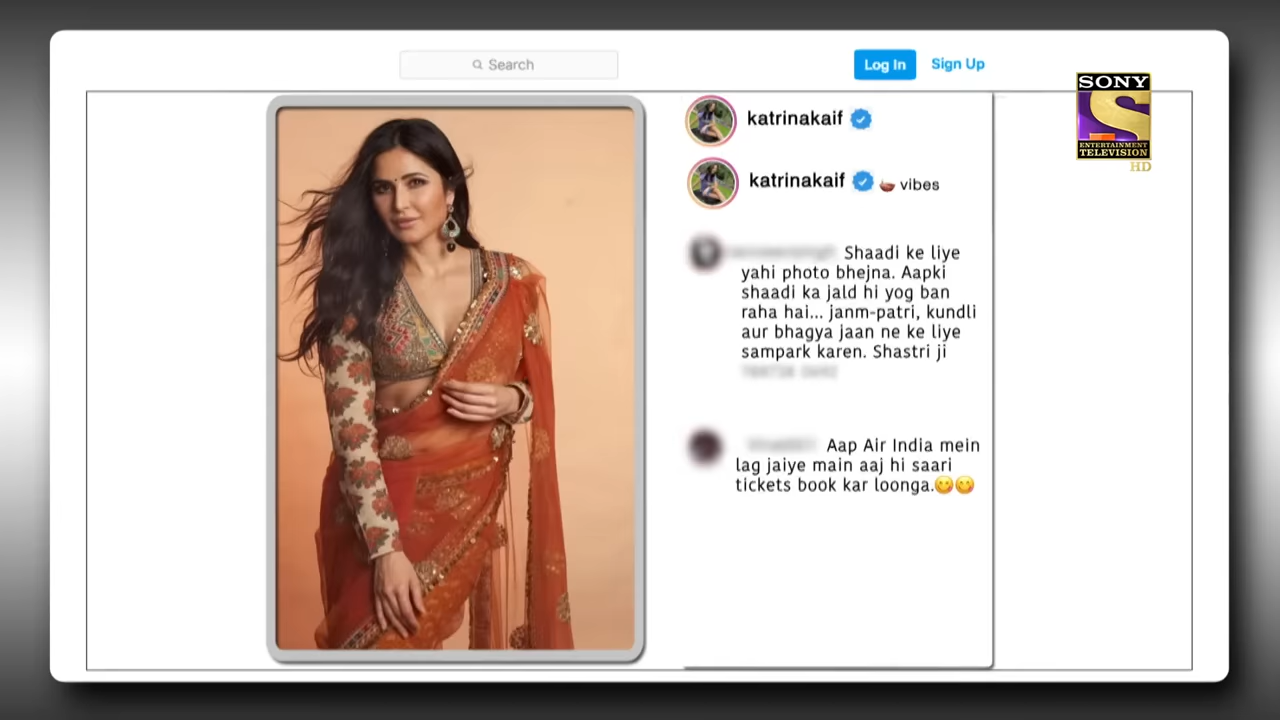 Search
Log In
Sign Up
SONY
S
ENTERTAINMENT
TELEVISION
HD
katrinakaif
katrinakaif vibes
Shaadi ke liye
yahi photo bhejna. Aapki
shaadi ka jald hi yog ban
raha hai... janm-patri, kundli
aur bhagya jaan ne ke liye
sampark karen. Shastri ji
Aap Air India mein
lag jaiye main aaj hi saari
tickets book kar loonga.😋😋